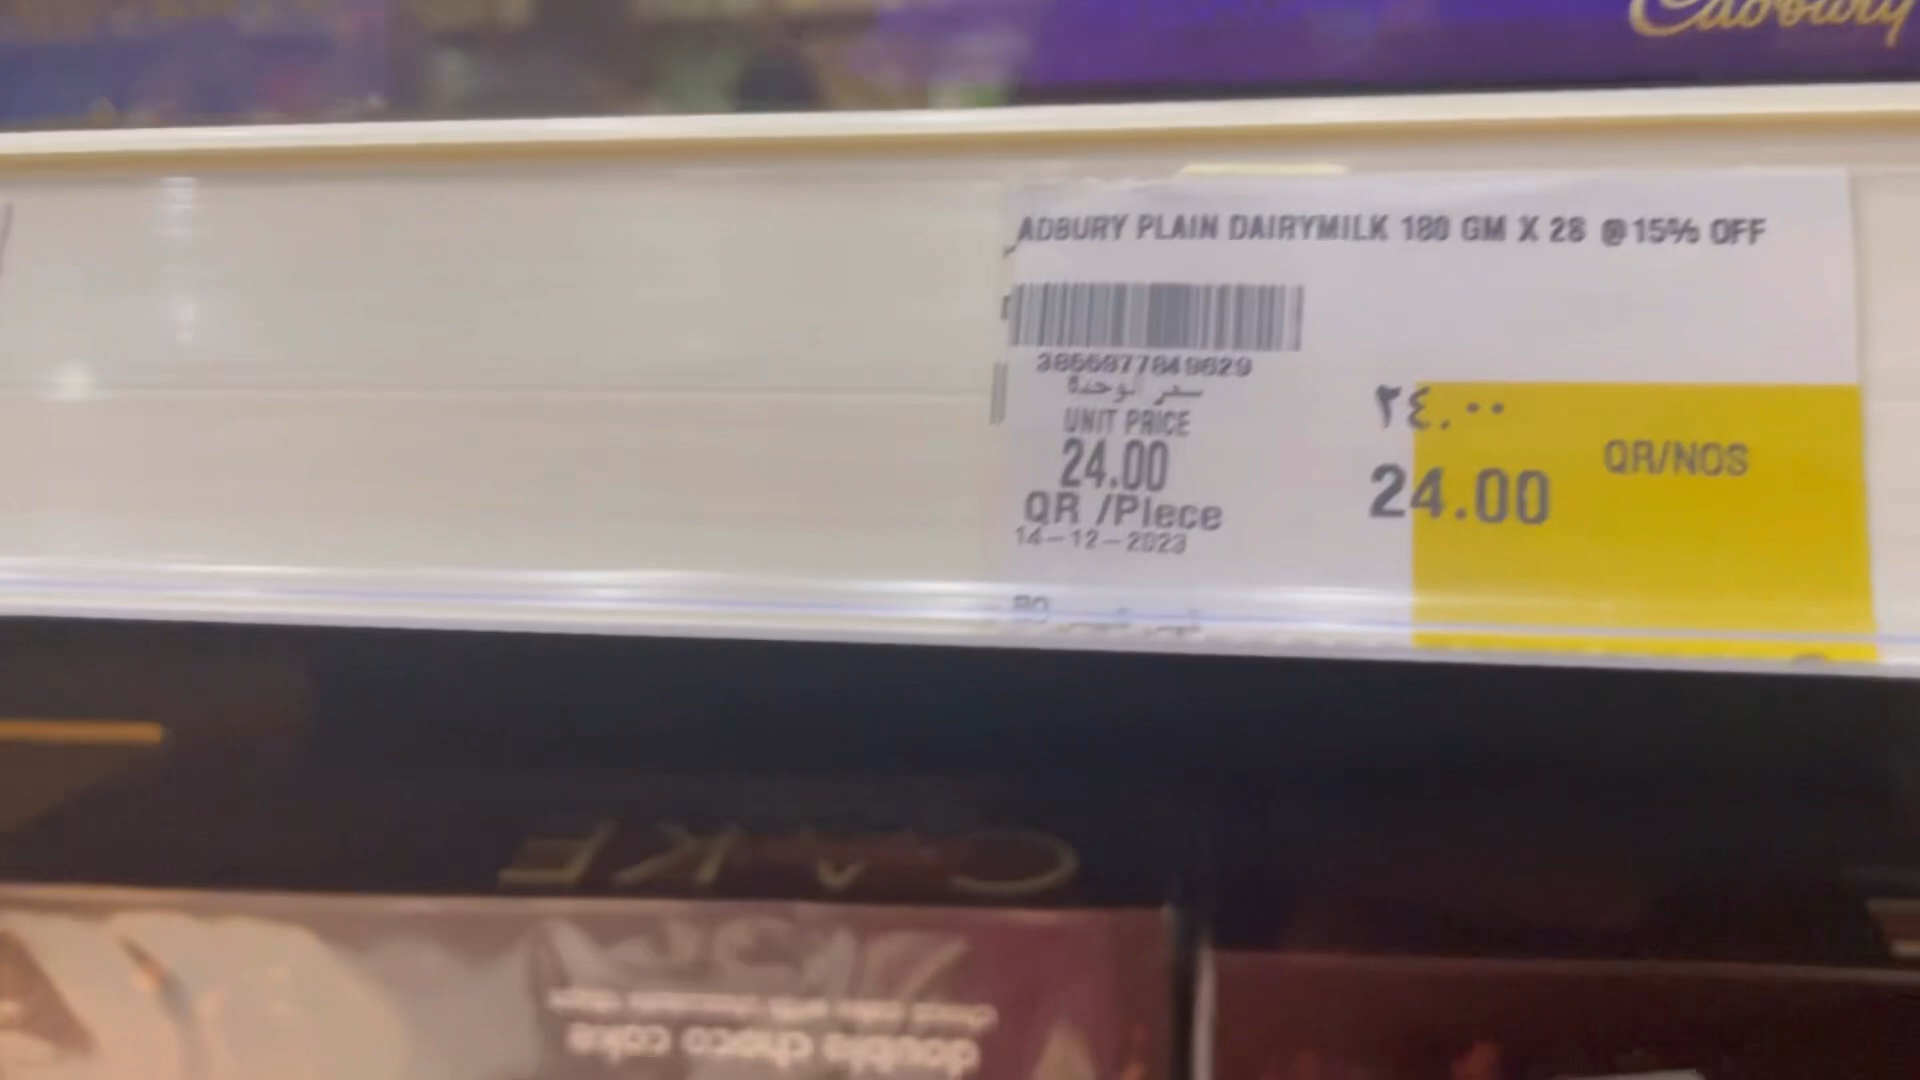 Cadbury
ADBURY PLAIN DAIRYMILK 180 GM X 28 @15% OFF
3855977849629
سعر الوحدة
UNIT PRICE
24.00
QR /Piece
14-12-2023
٢٤.٠٠
24.00
QR/NOS
CAKE
double choco cake